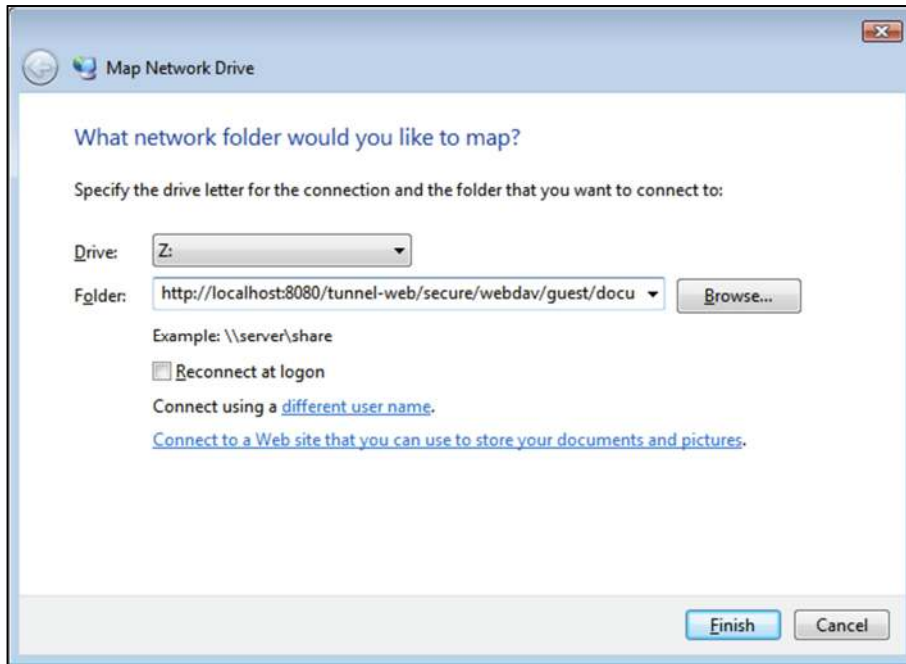 Map Network Drive
What network folder would you like to map?
Specify the drive letter for the connection and the folder that you want to connect to:
Drive: Z:
Folder: http://localhost:8080/tunnel-web/secure/webdav/guest/docu Browse...
Example: \\server\share
Reconnect at logon
Connect using a different user name.
Connect to a Web site that you can use to store your documents and pictures.
Finish Cancel